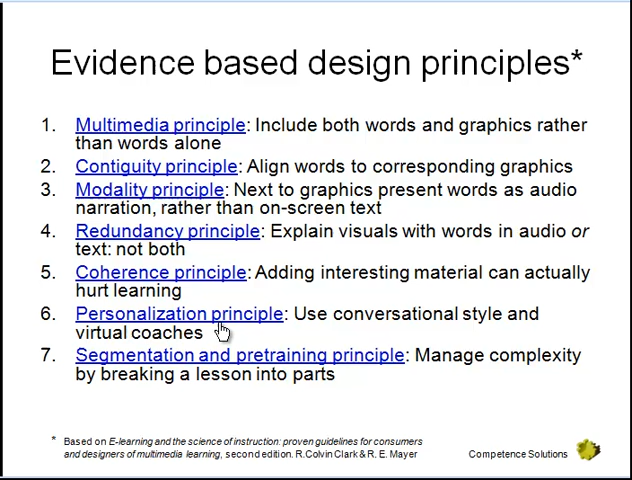 Evidence based design principles*
1. Multimedia principle: Include both words and graphics rather
than words alone
2. Contiguity principle: Align words to corresponding graphics
3. Modality principle: Next to graphics present words as audio
narration, rather than on-screen text
4. Redundancy principle: Explain visuals with words in audio or
text: not both
5. Coherence principle: Adding interesting material can actually
hurt learning
6. Personalization principle: Use conversational style and
virtual coaches
7. Segmentation and pretraining principle: Manage complexity
by breaking a lesson into parts
* Based on E-learning and the science of instruction: proven guidelines for consumers
and designers of multimedia learning, second edition. R.Colvin Clark & R. E. Mayer
Competence Solutions